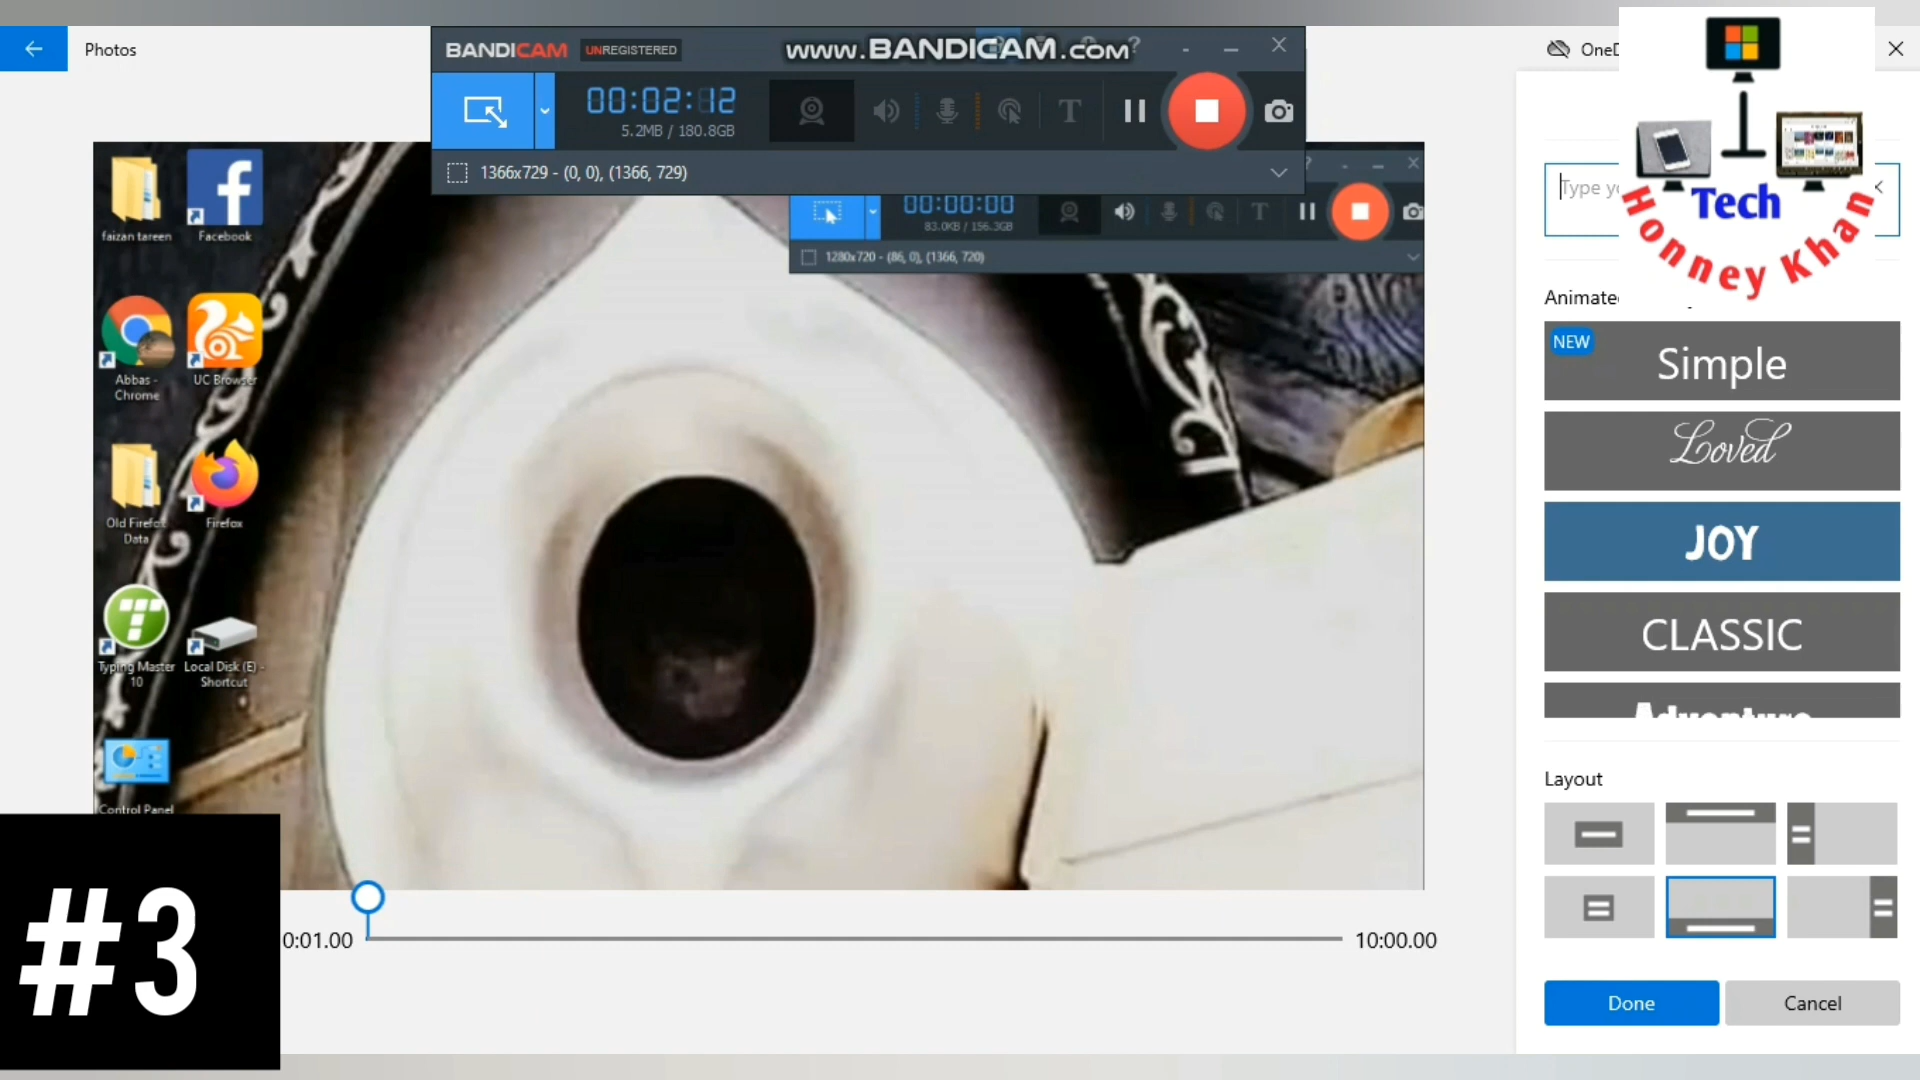 Photos
BANDICAM UNREGISTERED
www.BANDICAM.com
?
OneD
00:02:12
5.2MB / 180.8GB
T
1366x729 - (0, 0), (1366, 729)
00:00:00
83.0KB / 156.3GB
T
1280x720 - (86, 0), (1366, 720)
faizan tareen
Facebook
Abbas -
Chrome
UC Browser
Old Firefox
Data
Firefox
Typing Master
10
Local Disk (E) -
Shortcut
Control Panel
Tech
Honney Khan
Type yo
Animate
NEW
Simple
Loved
JOY
CLASSIC
Adventure
Layout
#3
0:01.00
10:00.00
Done
Cancel